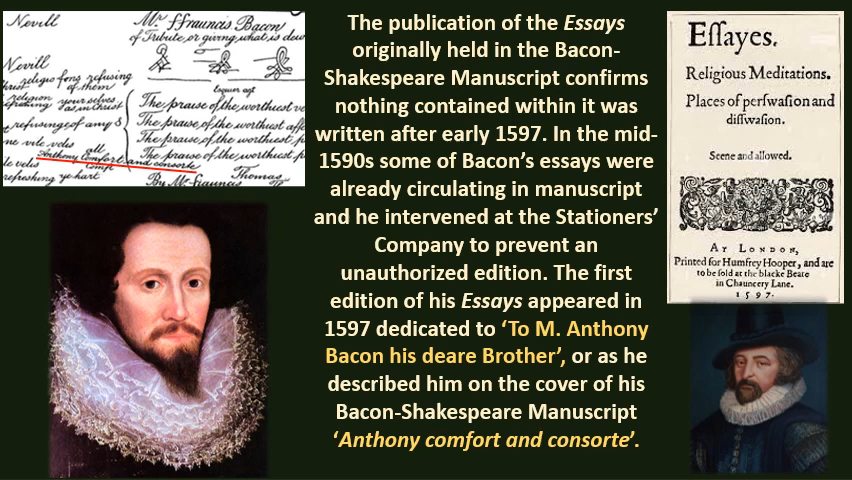 Nevill
Mr ffrauncis Bacon
of Tribute, or giving, what is dew
Nevill
religio fons refusing
of them
religion
your selves
Esquier
The praise of the worthiest
The praise of the worthiest
The praise of the worthiest
The praise of the worthiest
Anthony Comfort and consorte
refreshing ye hart
By Mr ffrauncis
Thomas
The publication of the Essays
originally held in the Bacon-
Shakespeare Manuscript confirms
nothing contained within it was
written after early 1597. In the mid-
1590s some of Bacon’s essays were
already circulating in manuscript
and he intervened at the Stationers’
Company to prevent an
unauthorized edition. The first
edition of his Essays appeared in
1597 dedicated to ‘To M. Anthony
Bacon his deare Brother’, or as he
described him on the cover of his
Bacon-Shakespeare Manuscript
‘Anthony comfort and consorte’.
Eſſayes.
Religious Meditations.
Places of perſwaſion and
diſſwaſion.
Seene and allowed.
AT LONDON,
Printed for Humfrey Hooper, and are
to be ſold at the blacke Beare
in Chauncery Lane.
1597.